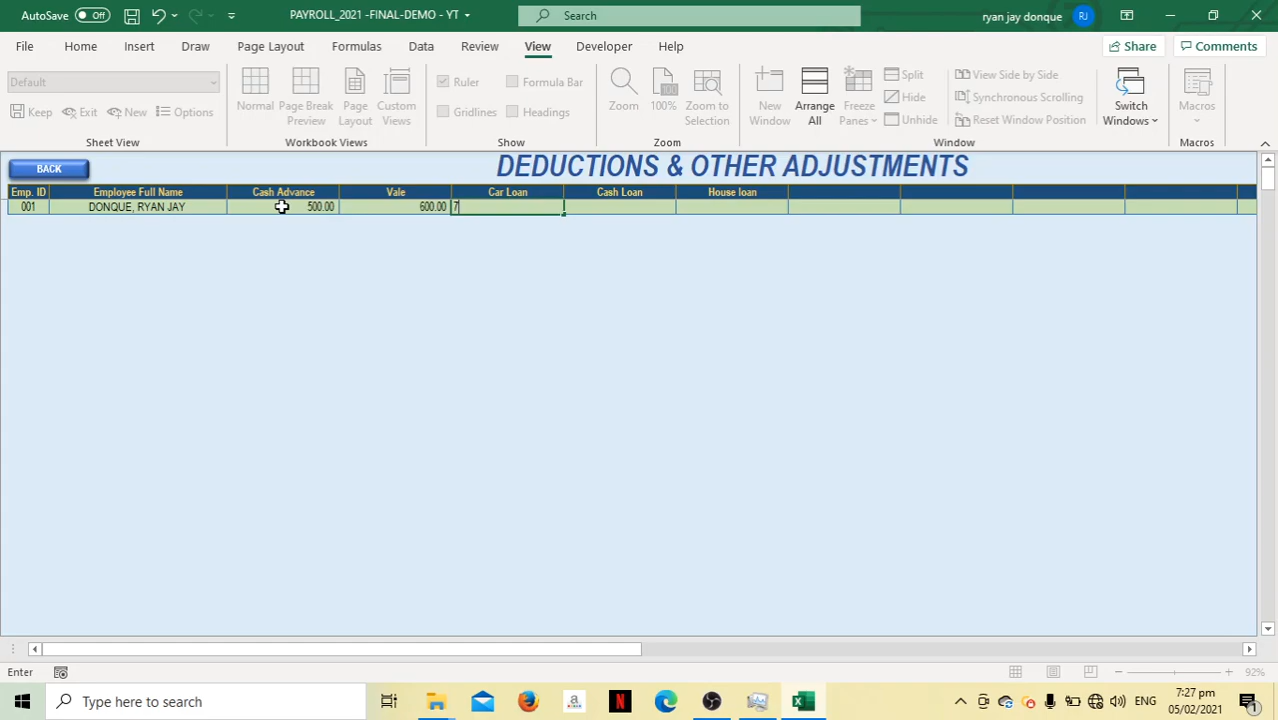 AutoSave Off PAYROLL_2021 -FINAL-DEMO - YT Search ryan jay donque RJ
File Home Insert Draw Page Layout Formulas Data Review View Developer Help Share Comments
Default
Keep Exit New Options
Sheet View
Normal Page Break Preview Page Layout Custom Views
Workbook Views
Ruler Formula Bar
Gridlines Headings
Show
Zoom 100% Zoom to Selection
Zoom
New Window Arrange All Freeze Panes
Split
Hide
Unhide
View Side by Side
Synchronous Scrolling
Reset Window Position
Switch Windows
Window
Macros
Macros
BACK
DEDUCTIONS & OTHER ADJUSTMENTS
Emp. ID Employee Full Name Cash Advance Vale Car Loan Cash Loan House loan
001 DONQUE, RYAN JAY 500.00 600.00 7
Enter 92%
Type here to search
a
N
ENG
7:27 pm
05/02/2021
1